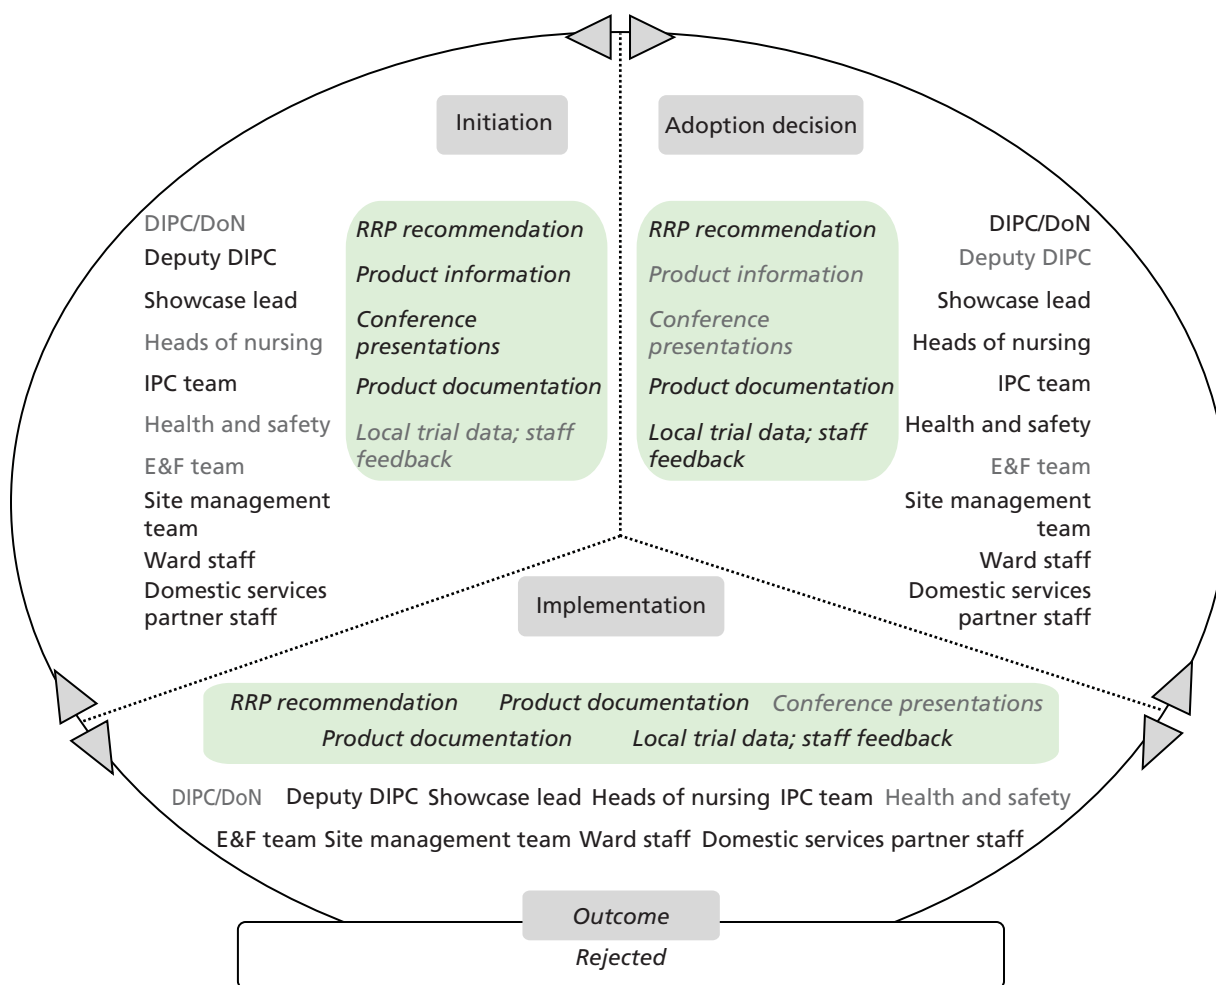 Initiation
Adoption decision
DIPC/DoN
Deputy DIPC
Showcase lead
Heads of nursing
IPC team
Health and safety
E&F team
Site management
team
Ward staff
Domestic services
partner staff
RRP recommendation
Product information
Conference
presentations
Product documentation
Local trial data; staff
feedback
RRP recommendation
Product information
Conference
presentations
Product documentation
Local trial data; staff
feedback
DIPC/DoN
Deputy DIPC
Showcase lead
Heads of nursing
IPC team
Health and safety
E&F team
Site management
team
Ward staff
Domestic services
partner staff
Implementation
RRP recommendation Product documentation Conference presentations
Product documentation Local trial data; staff feedback
DIPC/DoN Deputy DIPC Showcase lead Heads of nursing IPC team Health and safety
E&F team Site management team Ward staff Domestic services partner staff
Outcome
Rejected